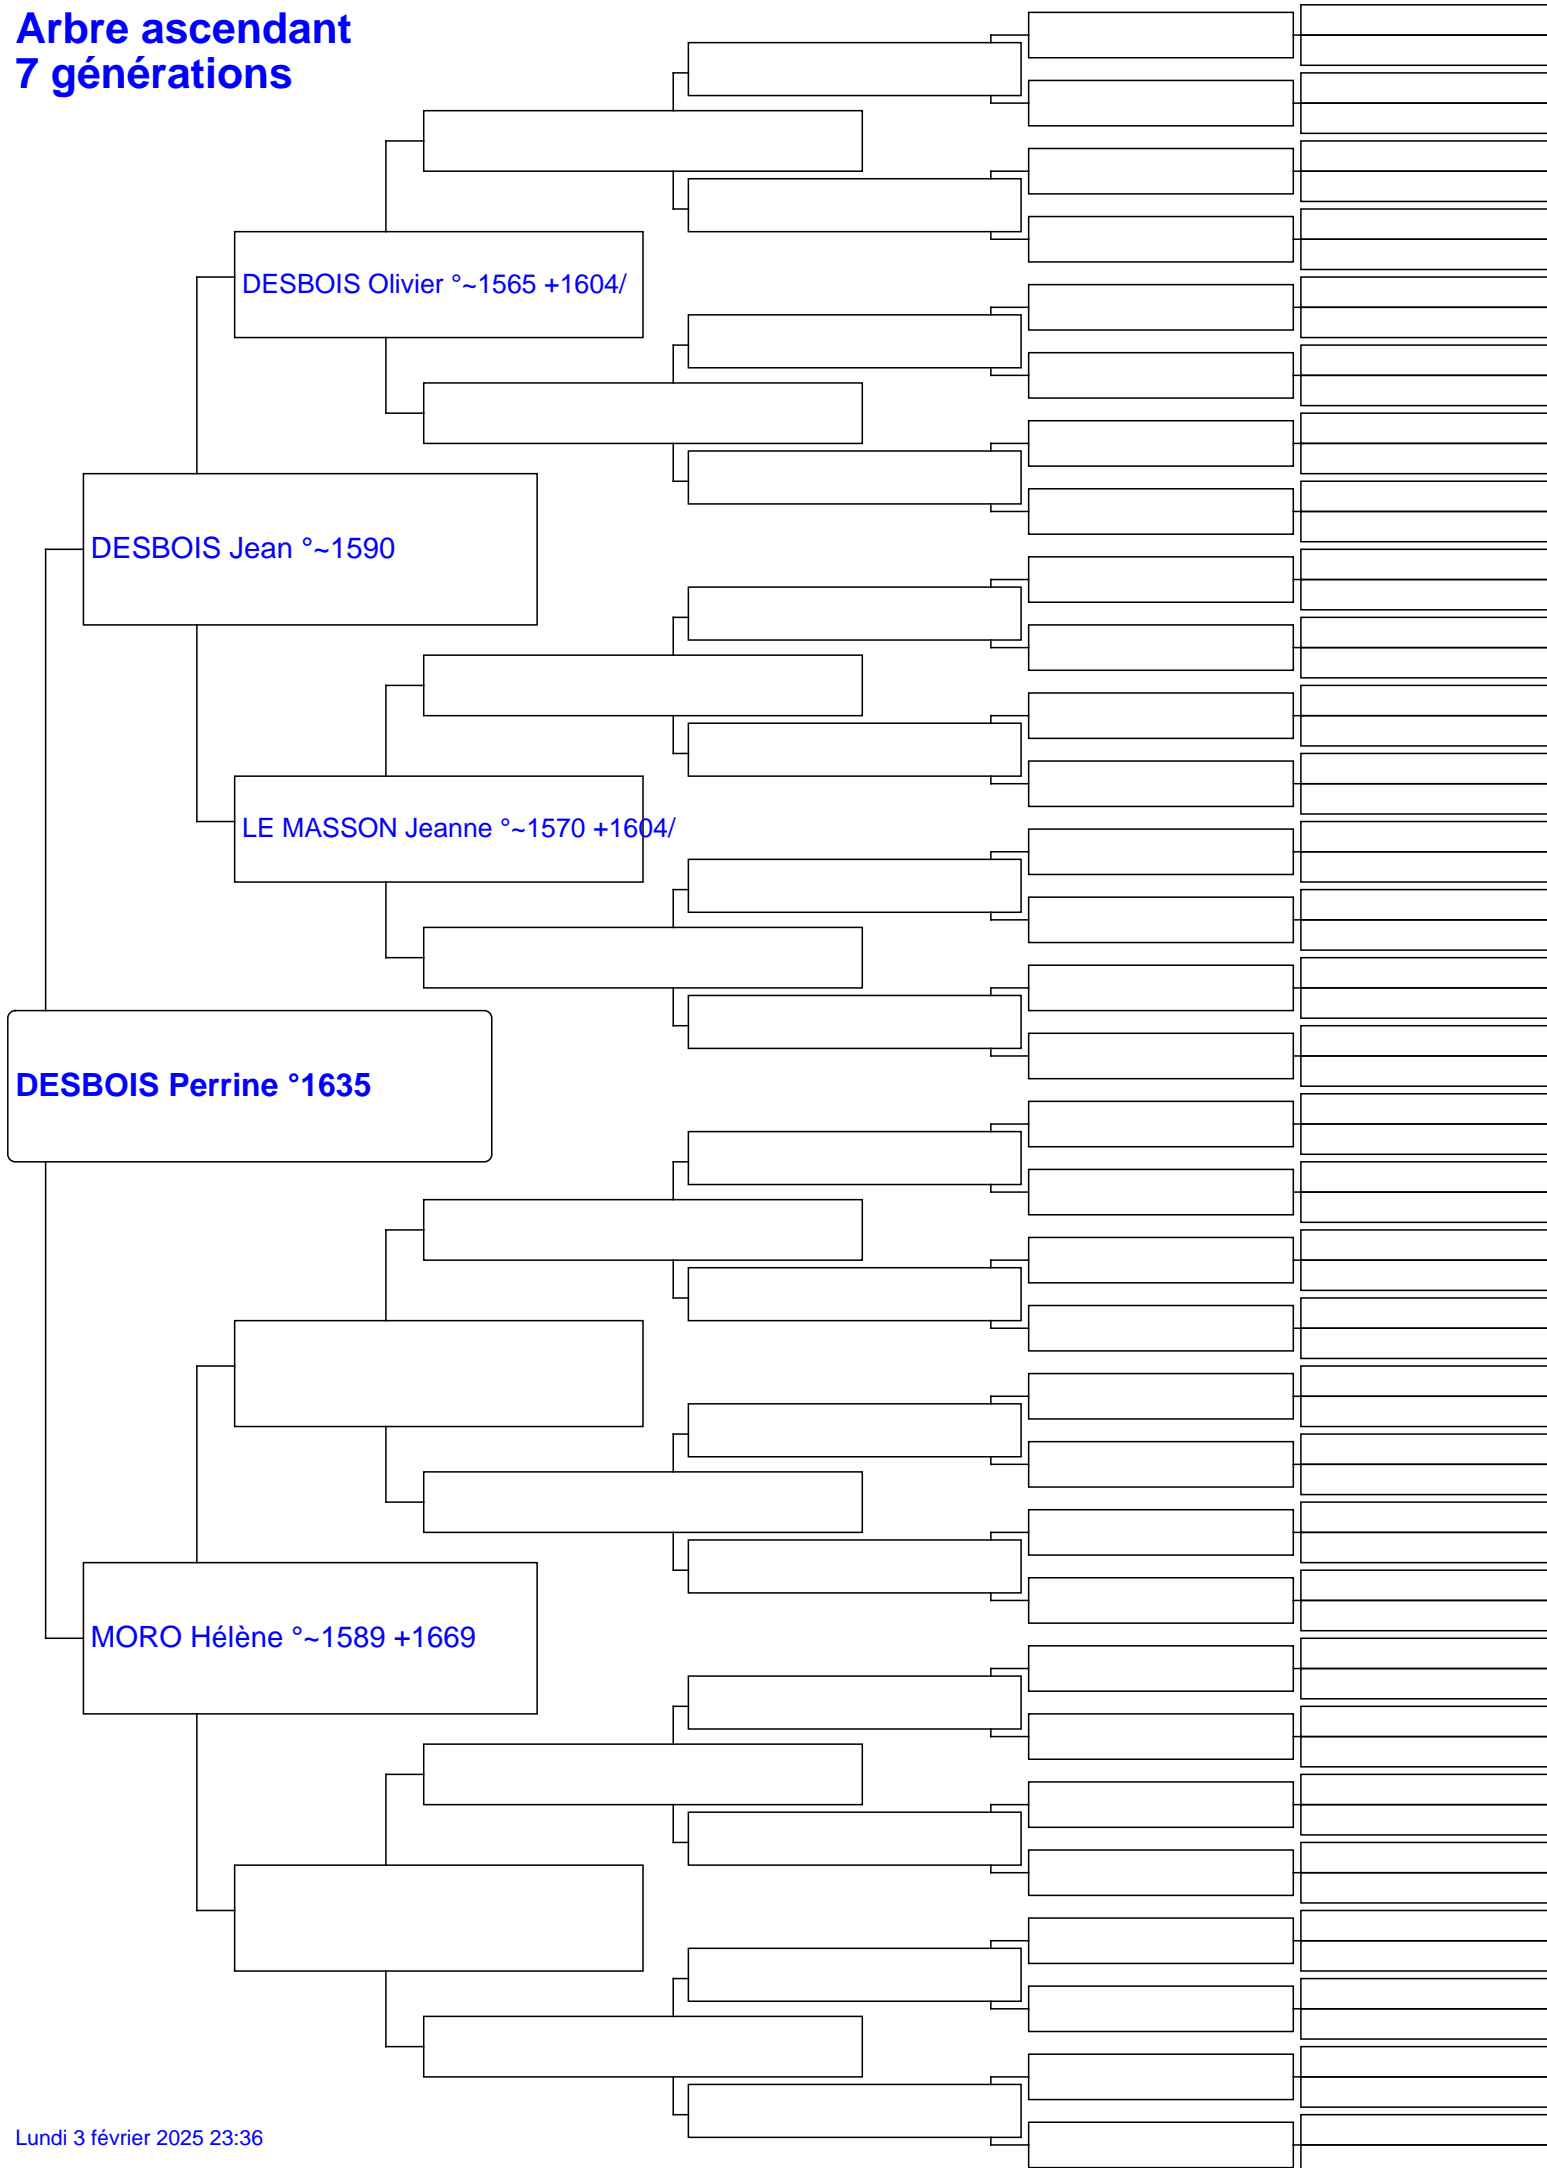 Arbre ascendant
7 générations
DESBOIS Olivier °~1565 +1604/
DESBOIS Jean °~1590
LE MASSON Jeanne °~1570 +1604/
DESBOIS Perrine °1635
MORO Hélène °~1589 +1669
Lundi 3 février 2025 23:36